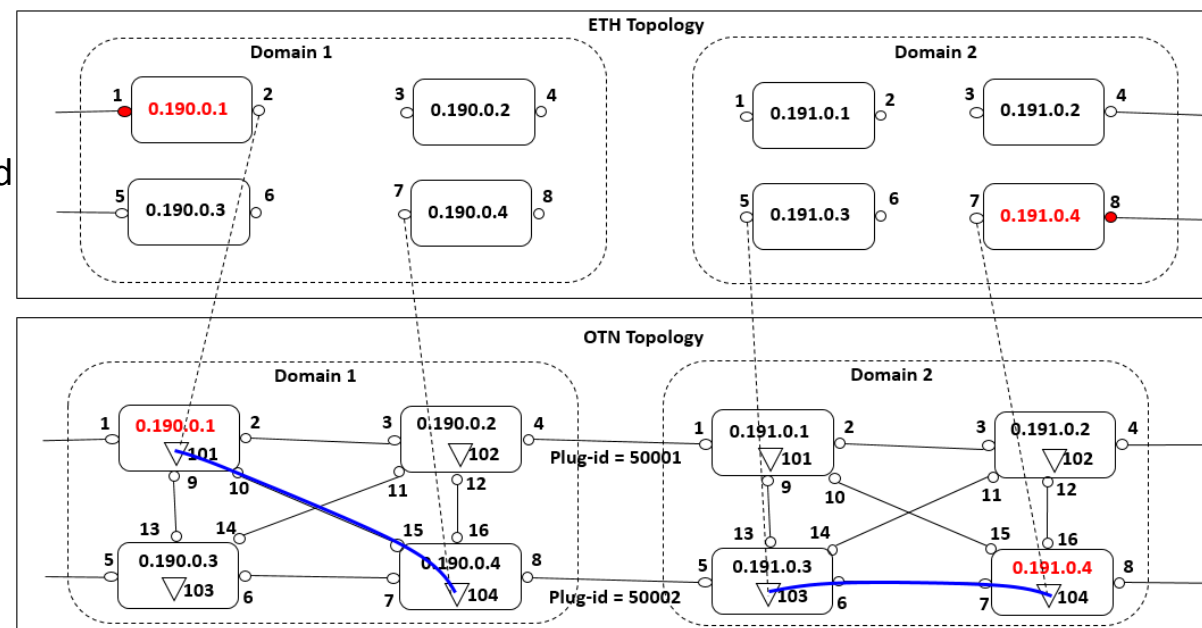 ETH Topology
Domain 1
Domain 2
1 0.190.0.1 2
3 0.190.0.2 4
1 0.191.0.1 2
3 0.191.0.2 4
d
5 0.190.0.3 6
7 0.190.0.4 8
5 0.191.0.3 6
7 0.191.0.4 8
OTN Topology
Domain 1
Domain 2
1 0.190.0.1 2
3 0.190.0.2 4
1 0.191.0.1 2
3 0.191.0.2 4
101
102
Plug-id = 50001
101
102
9 10
11 12
9 10
11 12
13 14
15 16
13 14
15 16
5 0.190.0.3 6
7 0.190.0.4 8
5 0.191.0.3 6
7 0.191.0.4 8
103
104
Plug-id = 50002
103
104